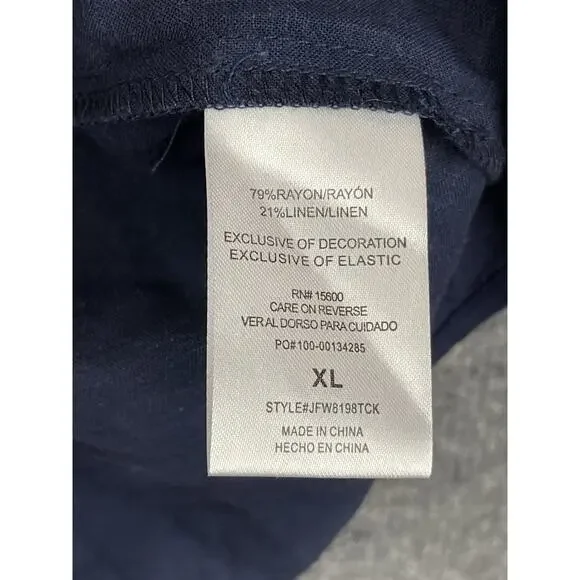 79%RAYON/RAYÓN
21%LINEN/LINEN
EXCLUSIVE OF DECORATION
EXCLUSIVE OF ELASTIC
RN# 15600
CARE ON REVERSE
VER AL DORSO PARA CUIDADO
PO#100-00134285
XL
STYLE#JFW8198TCK
MADE IN CHINA
HECHO EN CHINA